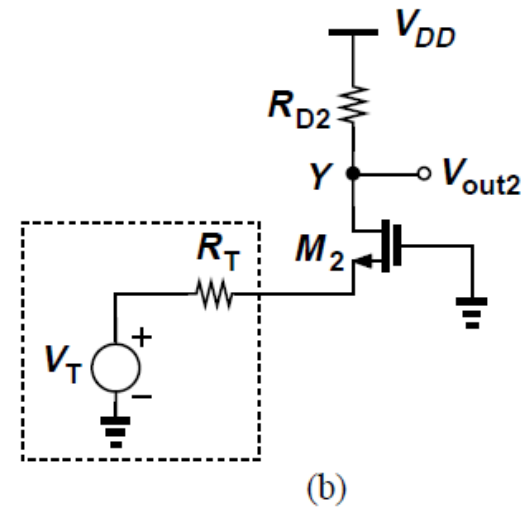 V_DD
R_D2
Y
V_out2
R_T
M_2
V_T
+
−
(b)